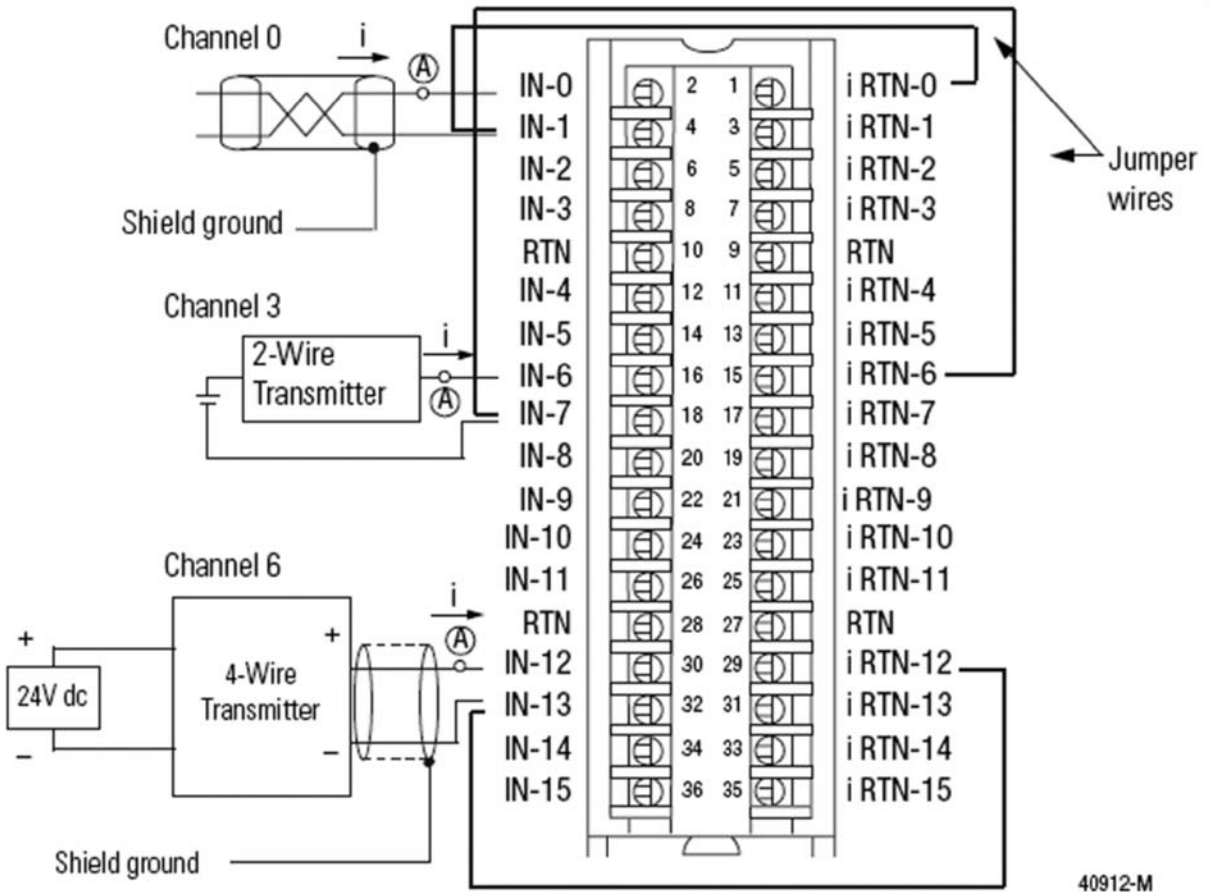 Channel 0
i
A
IN-0 2 1 i RTN-0
IN-1 4 3 i RTN-1
IN-2 6 5 i RTN-2
Jumper
wires
IN-3 8 7 i RTN-3
Shield ground
RTN 10 9 RTN
IN-4 12 11 i RTN-4
Channel 3
IN-5 14 13 i RTN-5
i
2-Wire
Transmitter
A
IN-6 16 15 i RTN-6
IN-7 18 17 i RTN-7
IN-8 20 19 i RTN-8
IN-9 22 21 i RTN-9
IN-10 24 23 i RTN-10
Channel 6
IN-11 26 25 i RTN-11
i
A
RTN 28 27 RTN
+
24V dc
−
+
4-Wire
Transmitter
−
IN-12 30 29 i RTN-12
IN-13 32 31 i RTN-13
IN-14 34 33 i RTN-14
IN-15 36 35 i RTN-15
Shield ground
40912-M